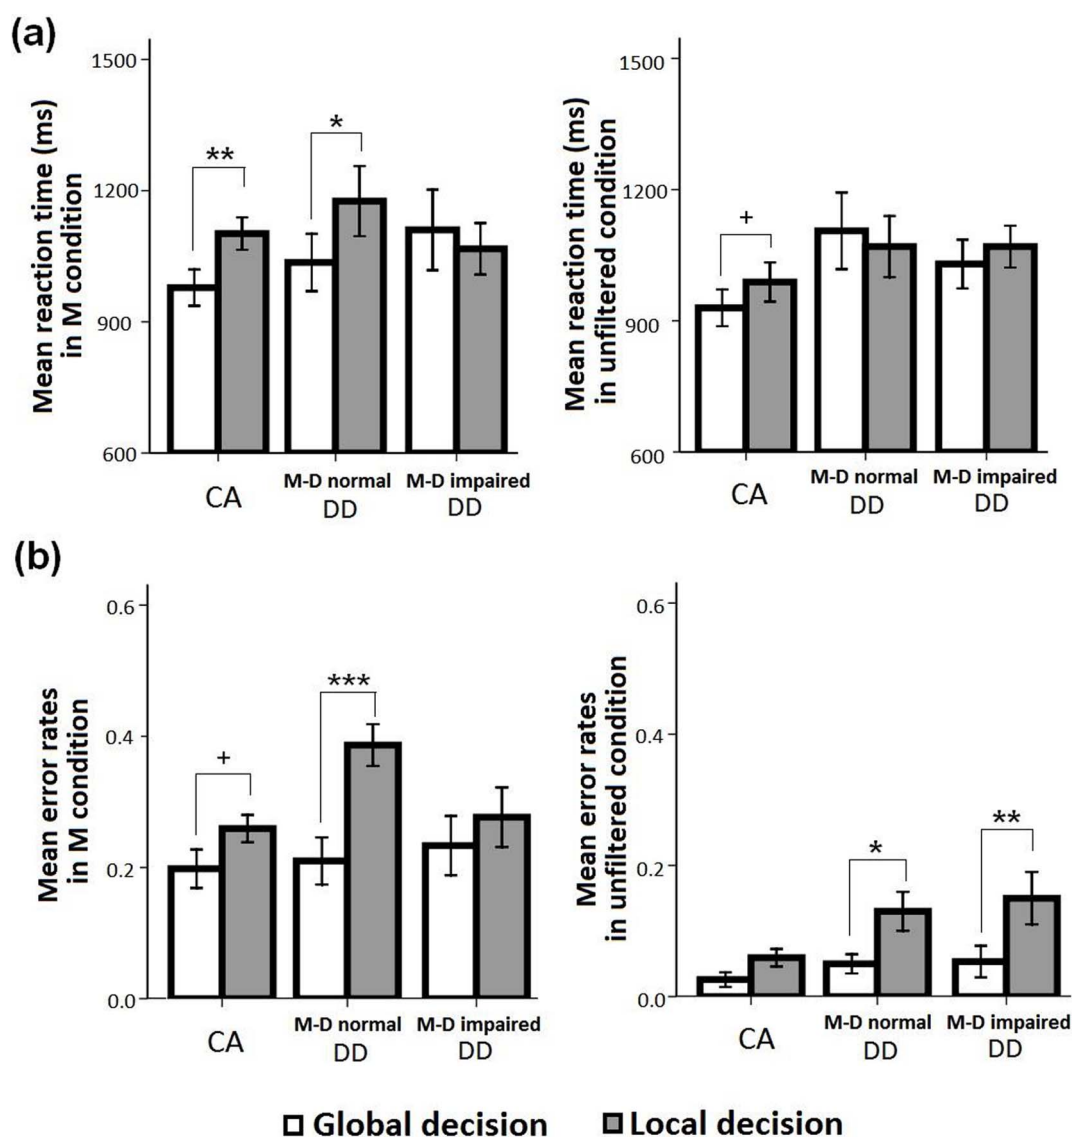 (a)
Mean reaction time (ms)
in M condition
1500
1200
900
600
**
*
CA
M-D normal
DD
M-D impaired
DD
Mean reaction time (ms)
in unfiltered condition
1500
1200
900
600
+
CA
M-D normal
DD
M-D impaired
DD
(b)
Mean error rates
in M condition
0.6
0.4
0.2
0.0
+
***
CA
M-D normal
DD
M-D impaired
DD
Mean error rates
in unfiltered condition
0.6
0.4
0.2
0.0
*
**
CA
M-D normal
DD
M-D impaired
DD
Global decision
Local decision